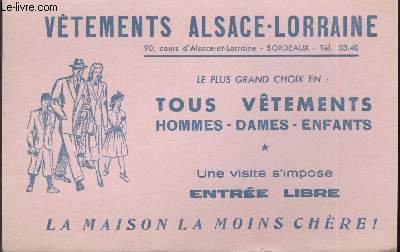 Le-livre.com
VÊTEMENTS ALSACE-LORRAINE
90, cours d'Alsace-et-Lorraine - BORDEAUX - Tél. 53.40
LE PLUS GRAND CHOIX EN :
TOUS VÊTEMENTS
HOMMES - DAMES - ENFANTS
★
Une visite s'impose
ENTRÉE LIBRE
LA MAISON LA MOINS CHÈRE !